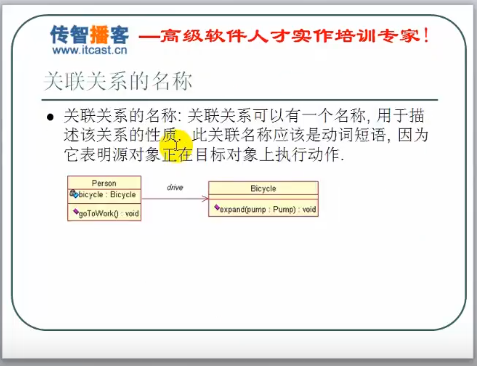 传智播客 —高级软件人才实作培训专家！
www.itcast.cn
关联关系的名称
● 关联关系的名称: 关联关系可以有一个名称, 用于描
述该关系的性质. 此关联名称应该是动词短语, 因为
它表明源对象正在目标对象上执行动作.
Person
bicycle : Bicycle
goToWork() : void
drive
Bicycle
expand(pump : Pump) : void